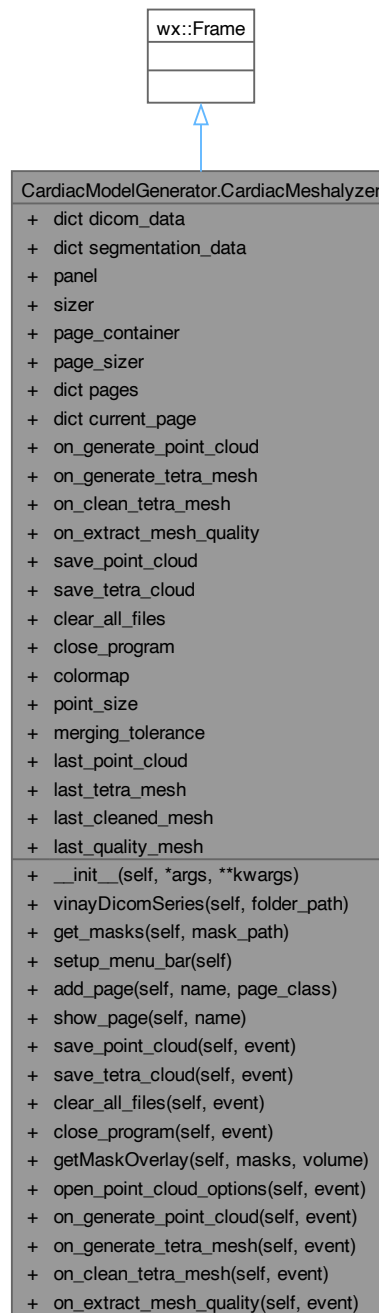 wx::Frame
CardiacModelGenerator.CardiacMeshalyzer
+ dict dicom_data
+ dict segmentation_data
+ panel
+ sizer
+ page_container
+ page_sizer
+ dict pages
+ dict current_page
+ on_generate_point_cloud
+ on_generate_tetra_mesh
+ on_clean_tetra_mesh
+ on_extract_mesh_quality
+ save_point_cloud
+ save_tetra_cloud
+ clear_all_files
+ close_program
+ colormap
+ point_size
+ merging_tolerance
+ last_point_cloud
+ last_tetra_mesh
+ last_cleaned_mesh
+ last_quality_mesh
+ __init__(self, *args, **kwargs)
+ vinayDicomSeries(self, folder_path)
+ get_masks(self, mask_path)
+ setup_menu_bar(self)
+ add_page(self, name, page_class)
+ show_page(self, name)
+ save_point_cloud(self, event)
+ save_tetra_cloud(self, event)
+ clear_all_files(self, event)
+ close_program(self, event)
+ getMaskOverlay(self, masks, volume)
+ open_point_cloud_options(self, event)
+ on_generate_point_cloud(self, event)
+ on_generate_tetra_mesh(self, event)
+ on_clean_tetra_mesh(self, event)
+ on_extract_mesh_quality(self, event)